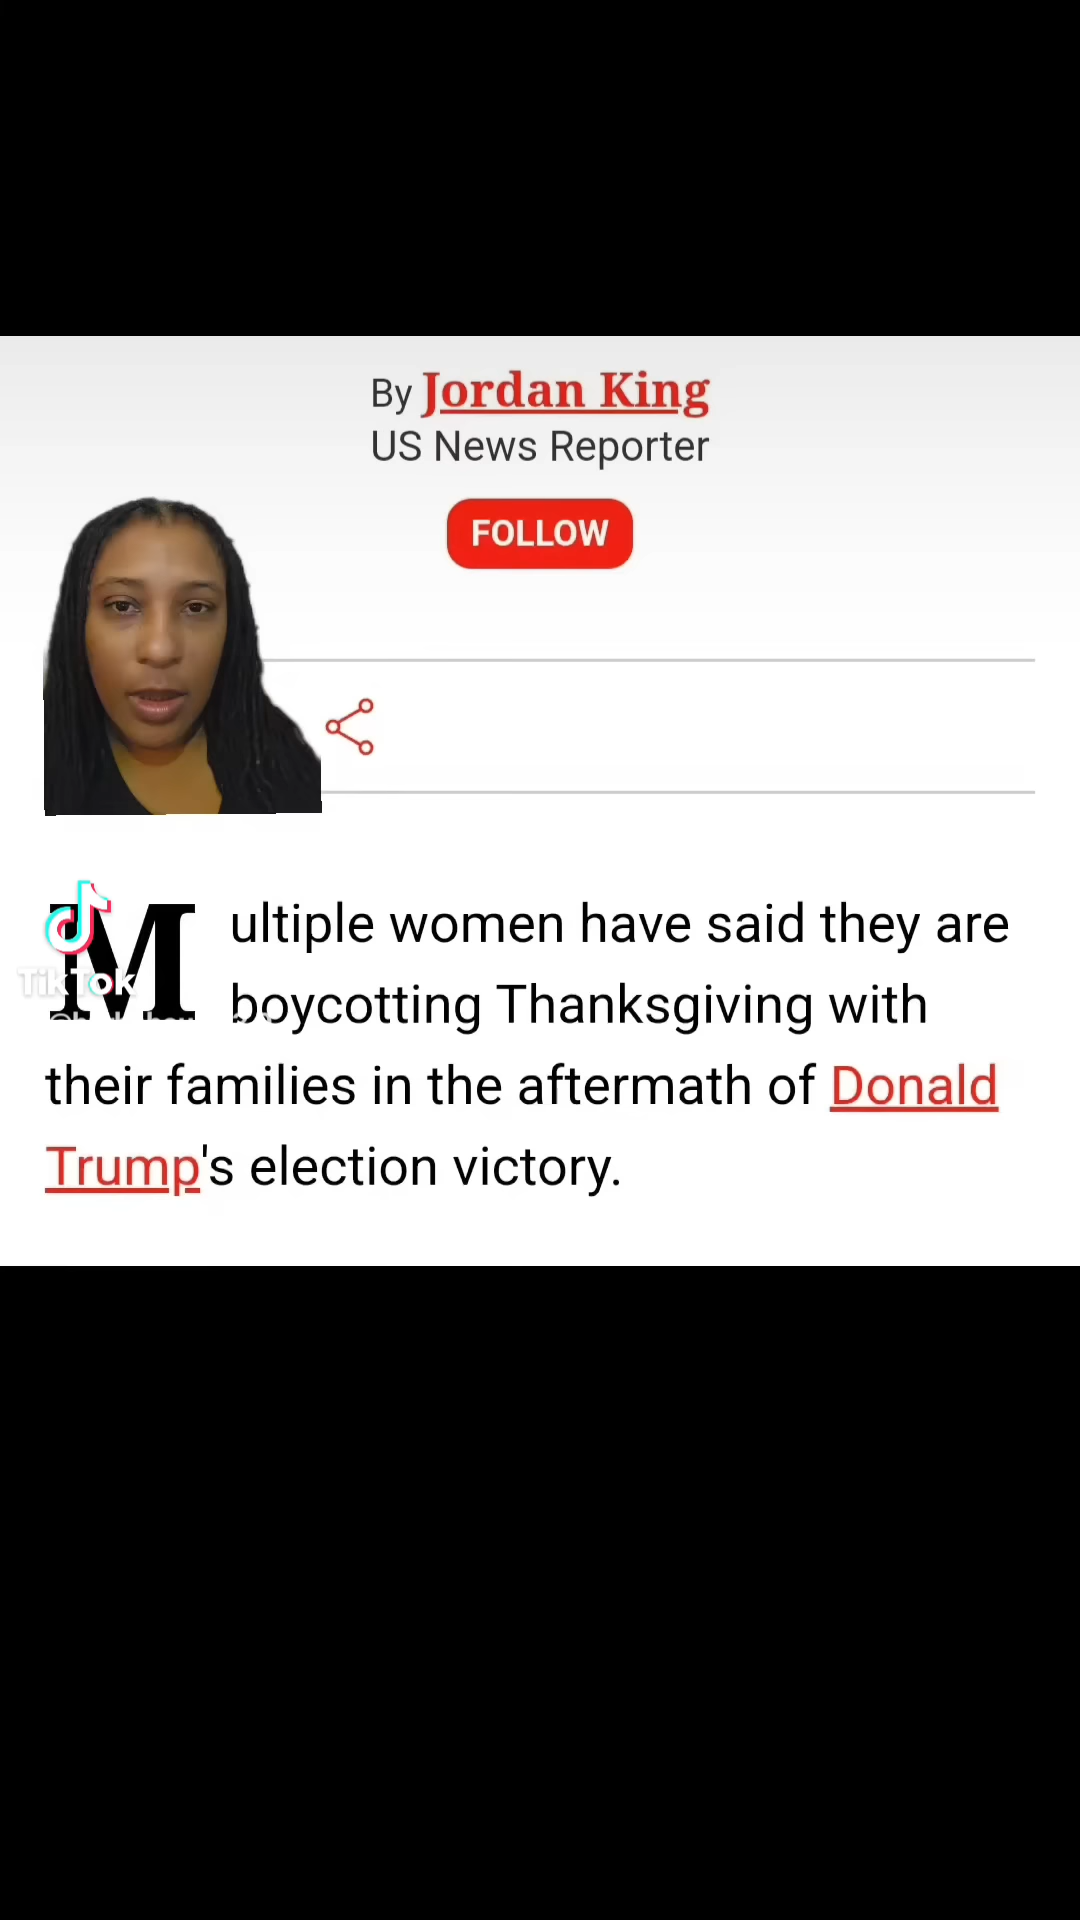 By Jordan King
US News Reporter
FOLLOW
Multiple women have said they are
boycotting Thanksgiving with
their families in the aftermath of Donald
Trump's election victory.
TikTok